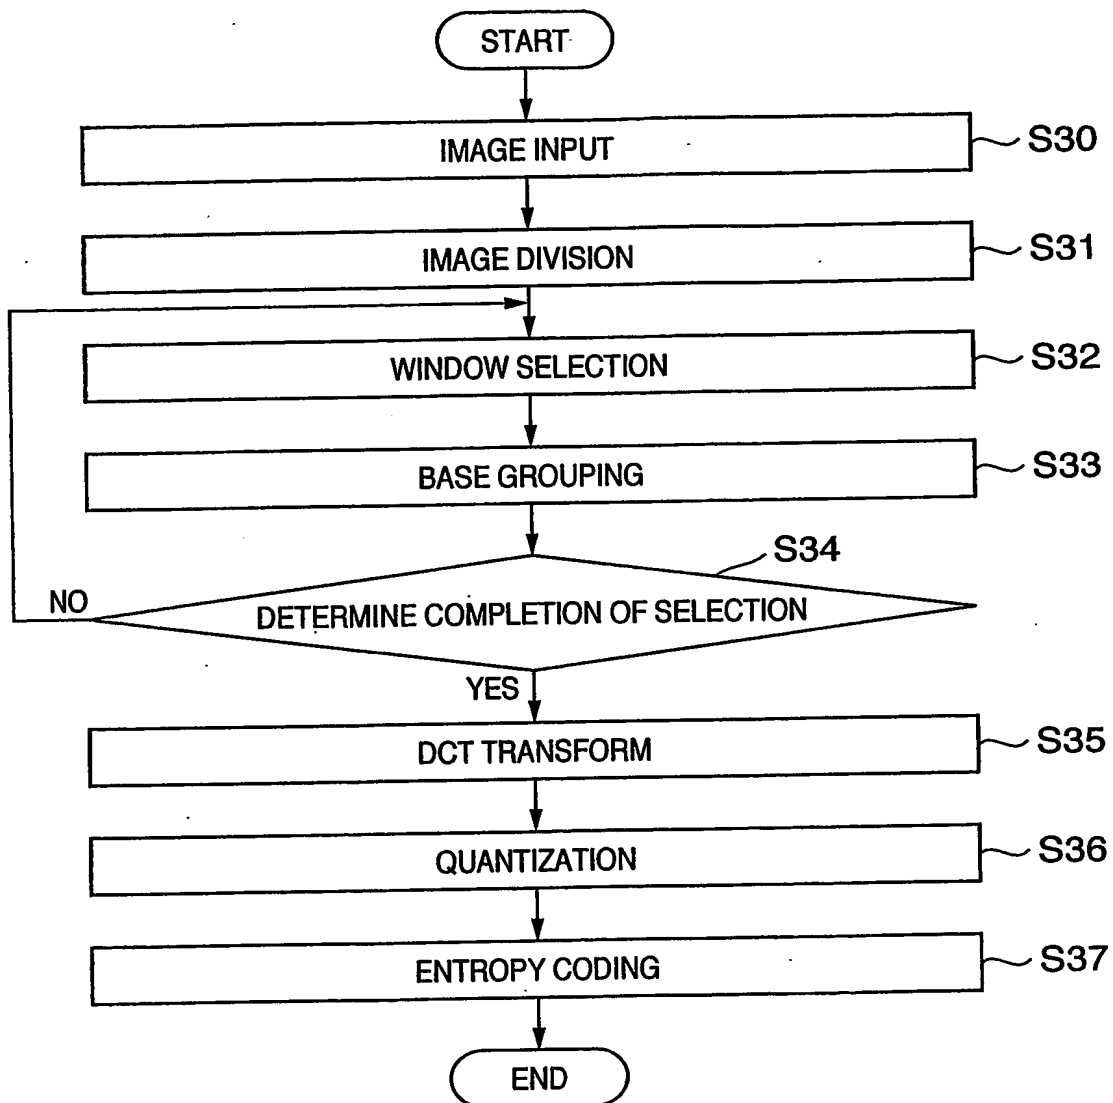 START
IMAGE INPUT
S30
IMAGE DIVISION
S31
WINDOW SELECTION
S32
BASE GROUPING
S33
S34
NO
DETERMINE COMPLETION OF SELECTION
YES
DCT TRANSFORM
S35
QUANTIZATION
S36
ENTROPY CODING
S37
END